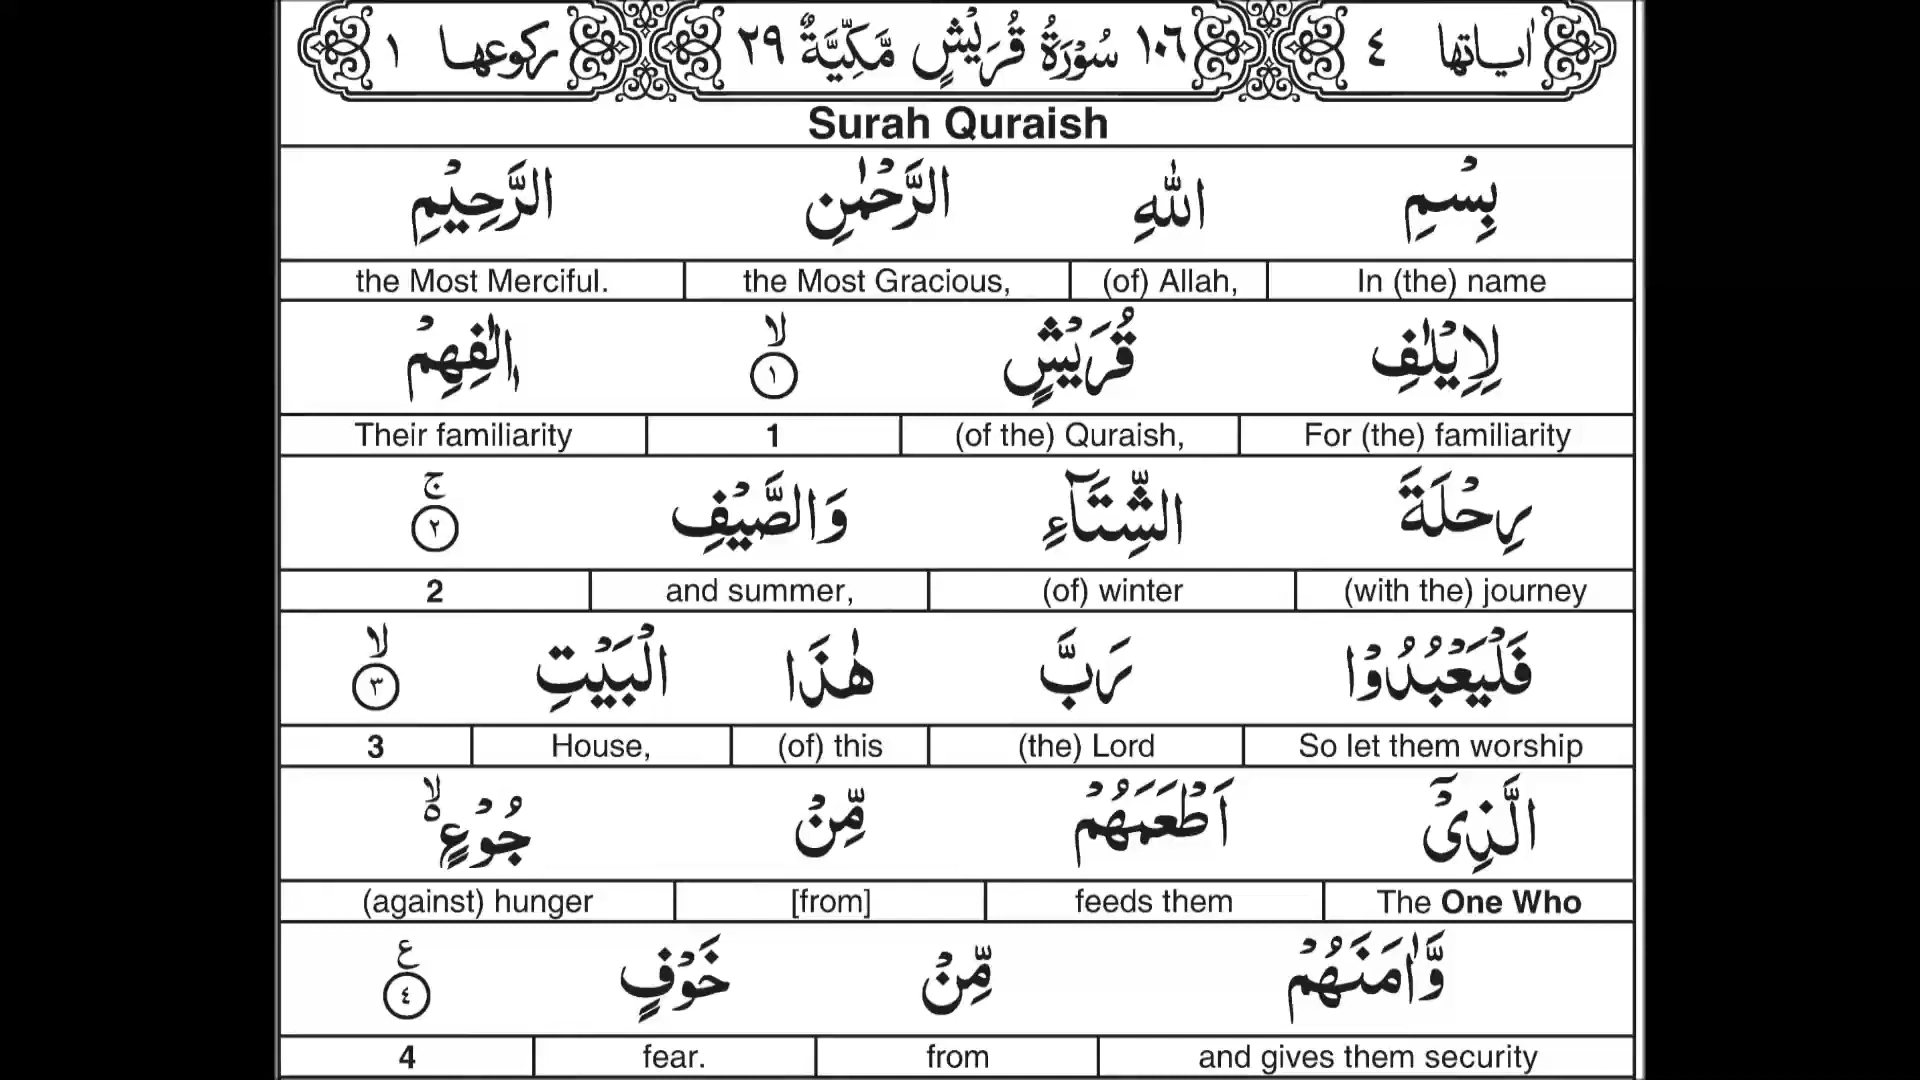 اٰیاتها ٤ ١٠٦ سُوْرَةُ قُرَيْشٍ مَّكِّيَّةٌ ٢٩ رکوعها ١
Surah Quraish
بِسْمِ اللّٰهِ الرَّحْمٰنِ الرَّحِيْمِ
In (the) name (of) Allah, the Most Gracious, the Most Merciful.
لِاِيْلٰفِ قُرَيْشٍ ۙ ١ اٖلٰفِهِمْ
For (the) familiarity (of the) Quraish, 1 Their familiarity
رِحْلَةَ الشِّتَآءِ وَالصَّيْفِ ۚ ٢
(with the) journey (of) winter and summer, 2
فَلْيَعْبُدُوْا رَبَّ هٰذَا الْبَيْتِ ۙ ٣
So let them worship (the) Lord (of) this House, 3
الَّذِيْۤ اَطْعَمَهُمْ مِّنْ جُوْعٍ ەۙ
The One Who feeds them [from] (against) hunger
وَّاٰمَنَهُمْ مِّنْ خَوْفٍ ع ٤
and gives them security from fear. 4